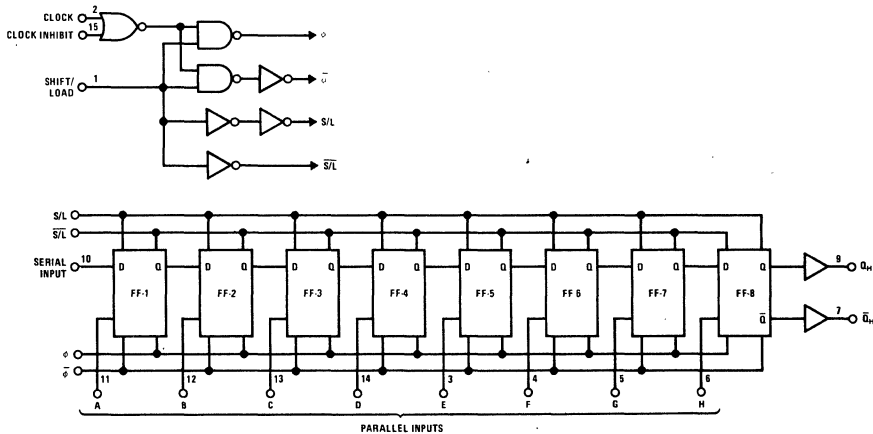 CLOCK 2
CLOCK INHIBIT 15
SHIFT/
LOAD 1
φ
φ̅
S/L
S̅/̅L̅
S/L
S̅/̅L̅
SERIAL
INPUT 10
D Q D Q D Q D Q D Q D Q D Q D Q
FF-1 FF-2 FF-3 FF-4 FF-5 FF 6 FF-7 FF-8
Q̅
9 QH
7 Q̅H
φ
φ̅
11 12 13 14 3 4 5 6
A B C D E F G H
PARALLEL INPUTS